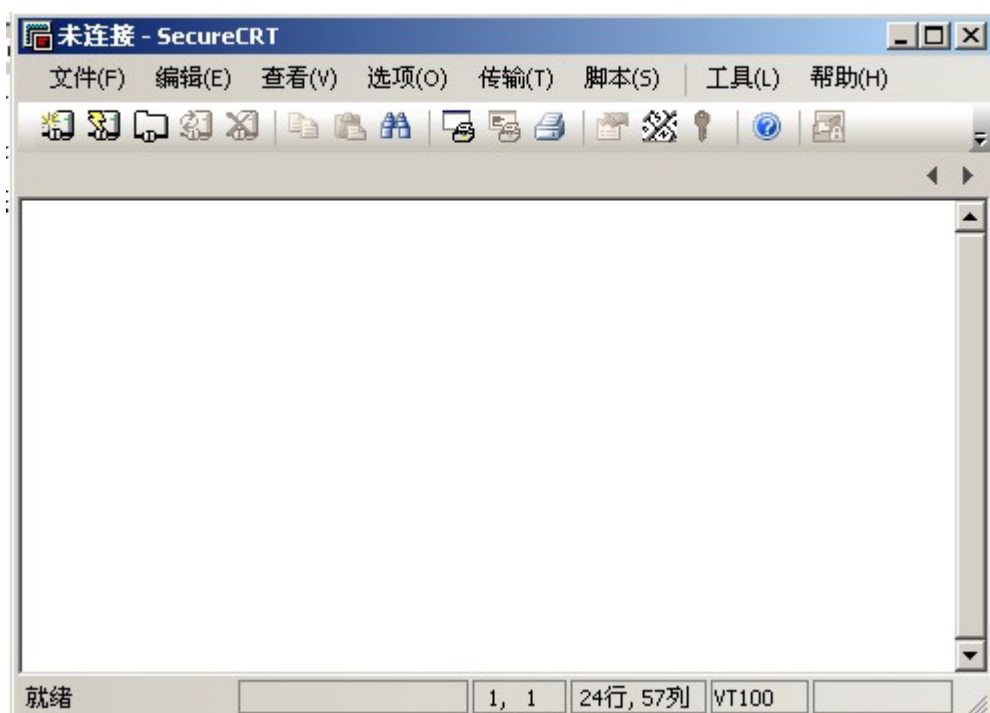 未连接 - SecureCRT
文件(F) 编辑(E) 查看(V) 选项(O) 传输(T) 脚本(S) 工具(L) 帮助(H)
就绪 1, 1 24行, 57列 VT100